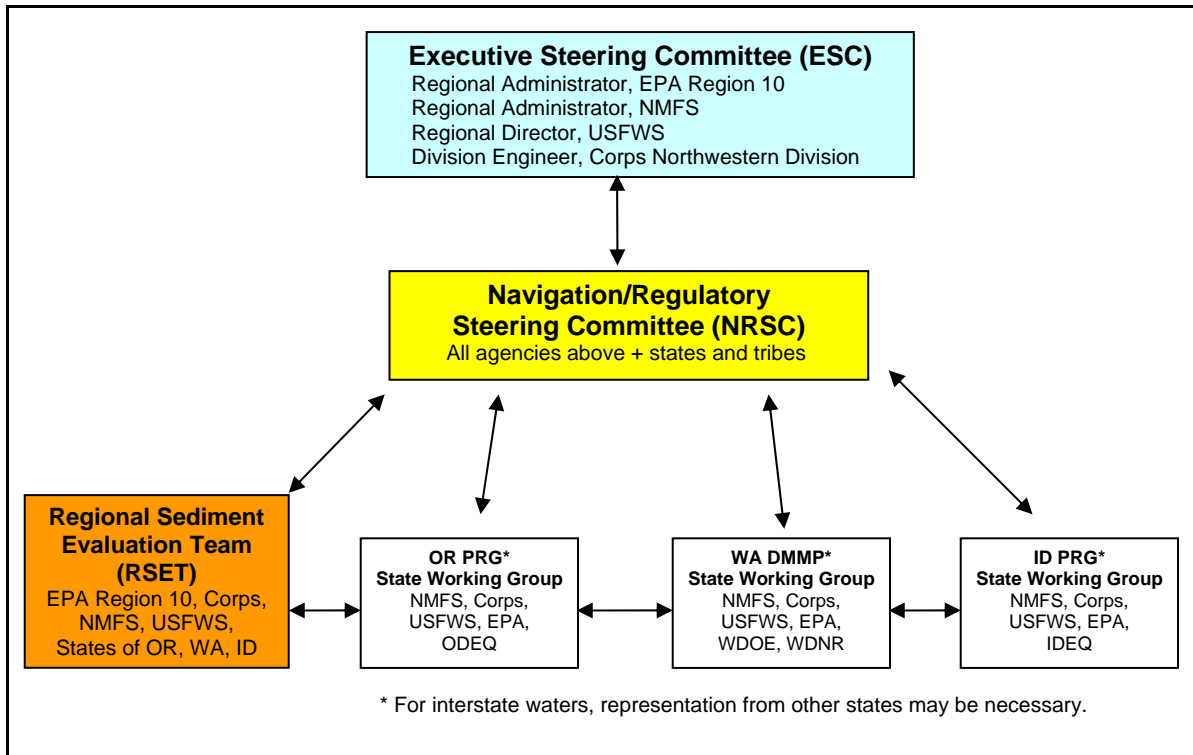 Executive Steering Committee (ESC)
Regional Administrator, EPA Region 10
Regional Administrator, NMFS
Regional Director, USFWS
Division Engineer, Corps Northwestern Division
Navigation/Regulatory
Steering Committee (NRSC)
All agencies above + states and tribes
Regional Sediment
Evaluation Team
(RSET)
EPA Region 10, Corps,
NMFS, USFWS,
States of OR, WA, ID
OR PRG*
State Working Group
NMFS, Corps,
USFWS, EPA,
ODEQ
WA DMMP*
State Working Group
NMFS, Corps,
USFWS, EPA,
WDOE, WDNR
ID PRG*
State Working Group
NMFS, Corps,
USFWS, EPA,
IDEQ
* For interstate waters, representation from other states may be necessary.